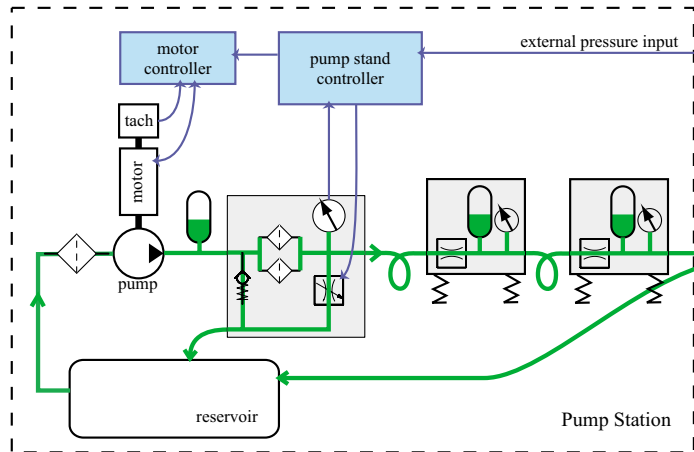 motor
controller
pump stand
controller
external pressure input
tach
motor
pump
reservoir
Pump Station